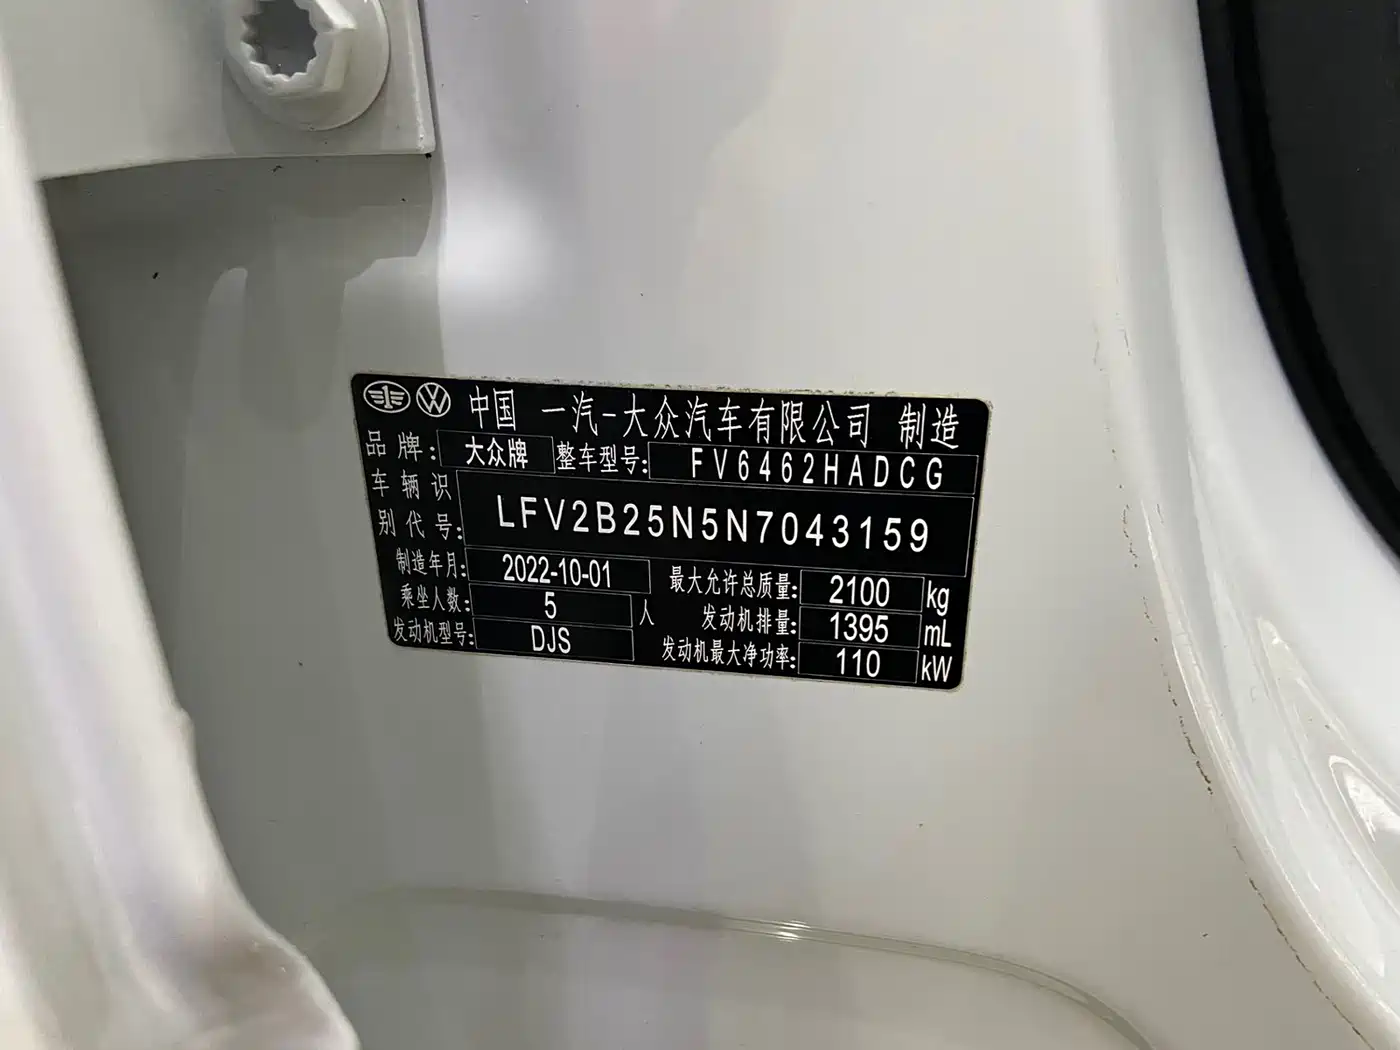 中国 一汽-大众汽车有限公司 制造
品牌: 大众牌 整车型号: FV6462HADCG
车辆识别代号: LFV2B25N5N7043159
制造年月: 2022-10-01 最大允许总质量: 2100 kg
乘坐人数: 5 人 发动机排量: 1395 mL
发动机型号: DJS 发动机最大净功率: 110 kW